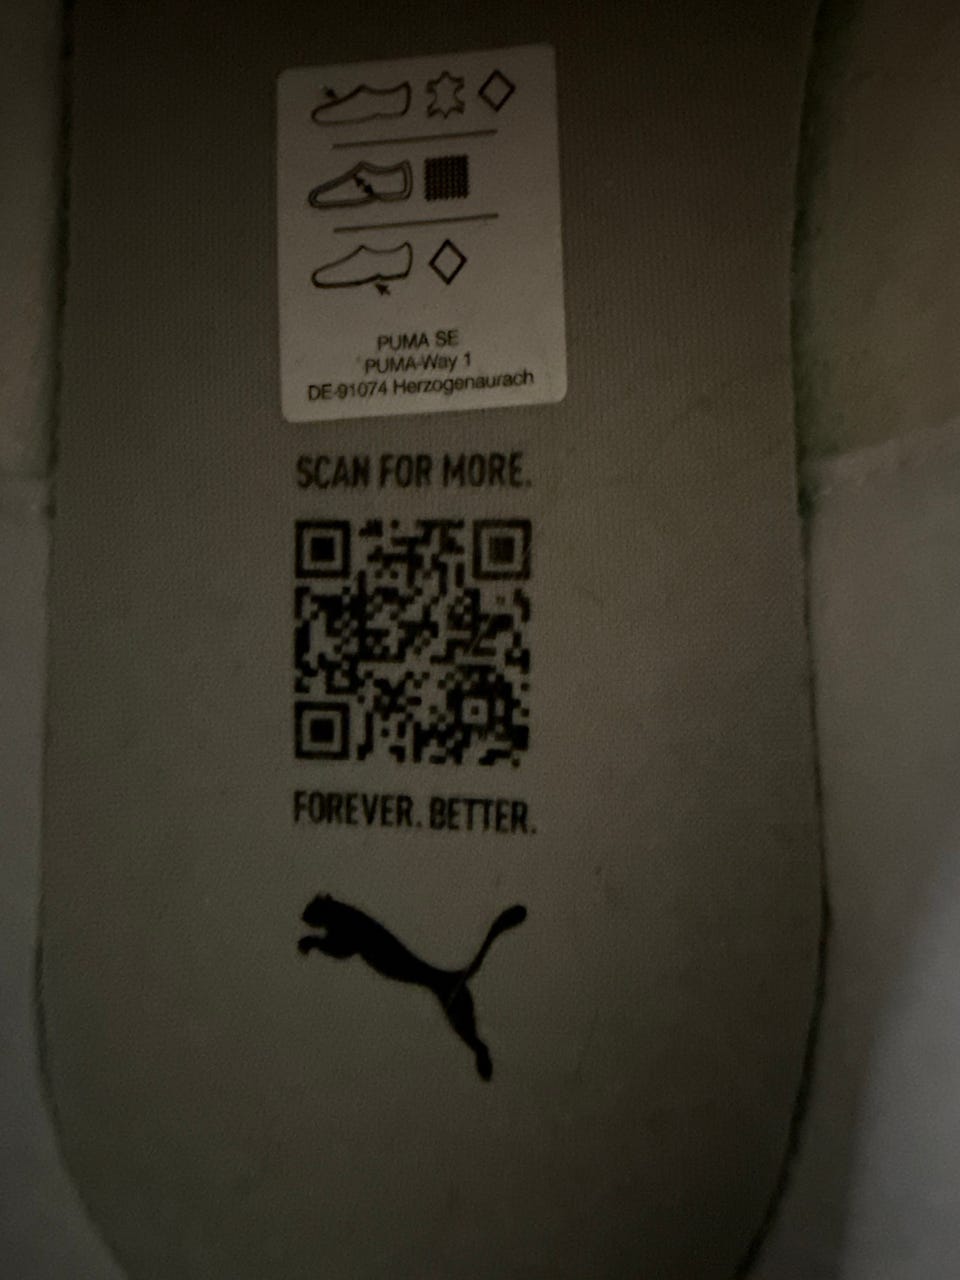 PUMA SE
PUMA-Way 1
DE-91074 Herzogenaurach
SCAN FOR MORE.
FOREVER. BETTER.